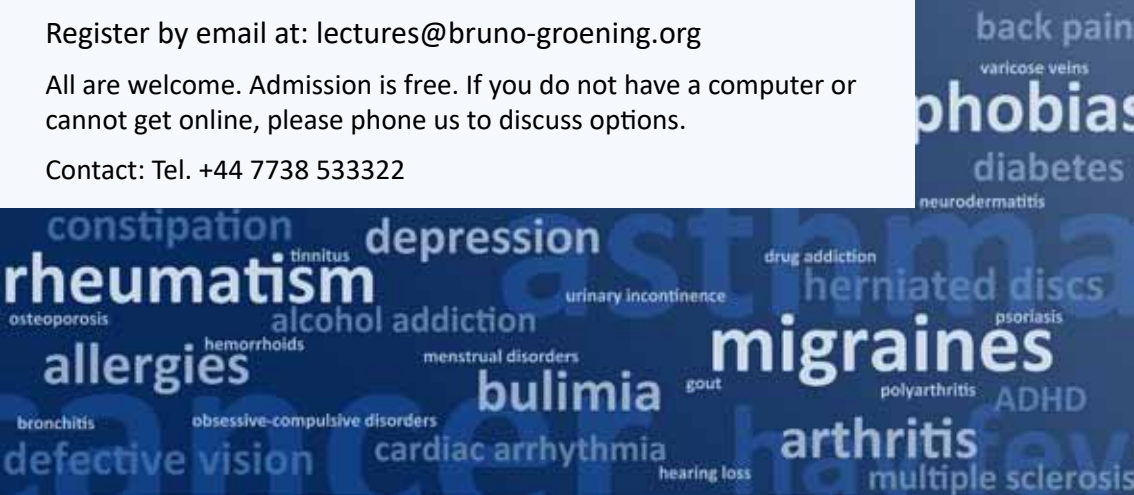 Register by email at: lectures@bruno-groening.org
All are welcome. Admission is free. If you do not have a computer or
cannot get online, please phone us to discuss options.
Contact: Tel. +44 7738 533322
back pain
varicose veins
phobias
diabetes
neurodermatitis
constipation
depression
asthma
tinnitus
drug addiction
rheumatism
urinary incontinence
herniated discs
osteoporosis
alcohol addiction
psoriasis
hemorrhoids
migraines
allergies
menstrual disorders
bulimia
gout
polyarthritis
ADHD
cancer
hay fev
bronchitis
obsessive-compulsive disorders
arthritis
defective vision
cardiac arrhythmia
hearing loss
multiple sclerosis